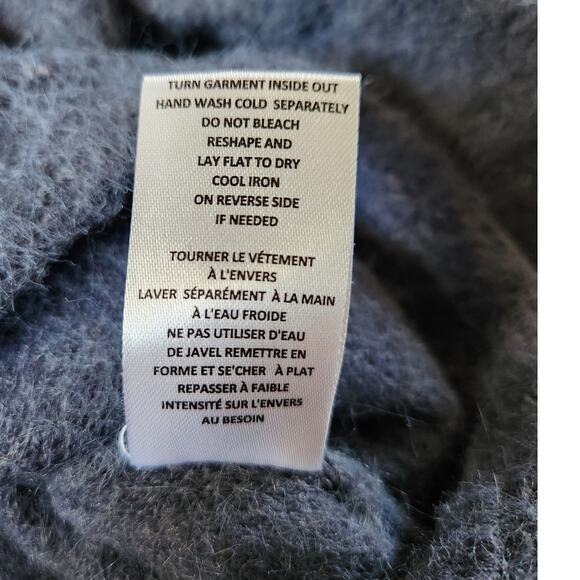 TURN GARMENT INSIDE OUT
HAND WASH COLD SEPARATELY
DO NOT BLEACH
RESHAPE AND
LAY FLAT TO DRY
COOL IRON
ON REVERSE SIDE
IF NEEDED
TOURNER LE VÉTEMENT
À L'ENVERS
LAVER SÉPARÉMENT À LA MAIN
À L'EAU FROIDE
NE PAS UTILISER D'EAU
DE JAVEL REMETTRE EN
FORME ET SE'CHER À PLAT
REPASSER À FAIBLE
INTENSITÉ SUR L'ENVERS
AU BESOIN